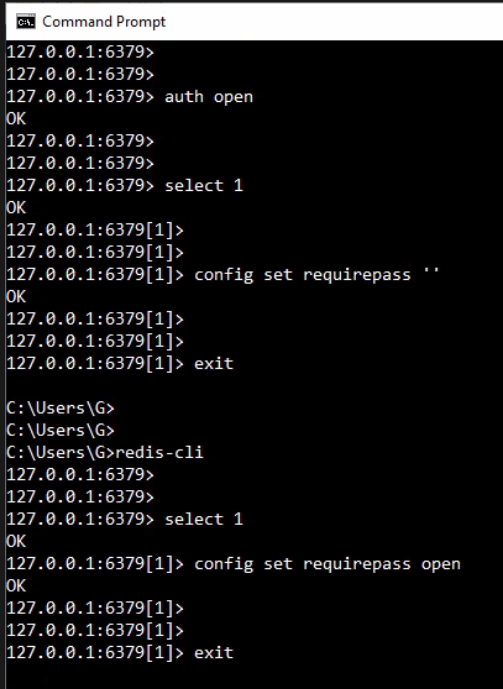 Command Prompt
127.0.0.1:6379>
127.0.0.1:6379>
127.0.0.1:6379> auth open
OK
127.0.0.1:6379>
127.0.0.1:6379>
127.0.0.1:6379> select 1
OK
127.0.0.1:6379[1]>
127.0.0.1:6379[1]>
127.0.0.1:6379[1]> config set requirepass ''
OK
127.0.0.1:6379[1]>
127.0.0.1:6379[1]>
127.0.0.1:6379[1]> exit
C:\Users\G>
C:\Users\G>
C:\Users\G>redis-cli
127.0.0.1:6379>
127.0.0.1:6379>
127.0.0.1:6379> select 1
OK
127.0.0.1:6379[1]> config set requirepass open
OK
127.0.0.1:6379[1]>
127.0.0.1:6379[1]>
127.0.0.1:6379[1]> exit